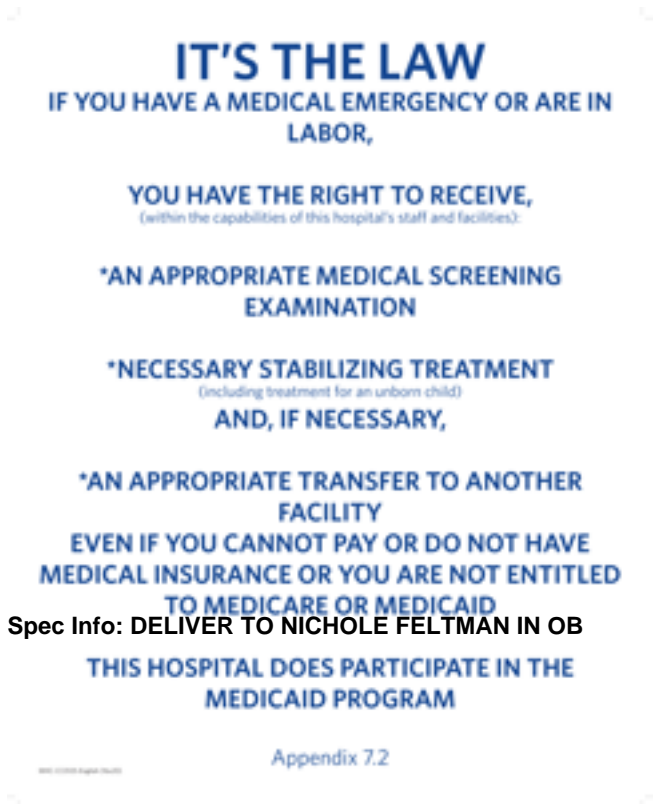 IT'S THE LAW
IF YOU HAVE A MEDICAL EMERGENCY OR ARE IN
LABOR,
YOU HAVE THE RIGHT TO RECEIVE,
(within the capabilities of this hospital's staff and facilities):
*AN APPROPRIATE MEDICAL SCREENING
EXAMINATION
*NECESSARY STABILIZING TREATMENT
(including treatment for an unborn child)
AND, IF NECESSARY,
*AN APPROPRIATE TRANSFER TO ANOTHER
FACILITY
EVEN IF YOU CANNOT PAY OR DO NOT HAVE
MEDICAL INSURANCE OR YOU ARE NOT ENTITLED
TO MEDICARE OR MEDICAID
Spec Info: DELIVER TO NICHOLE FELTMAN IN OB
THIS HOSPITAL DOES PARTICIPATE IN THE
MEDICAID PROGRAM
Appendix 7.2